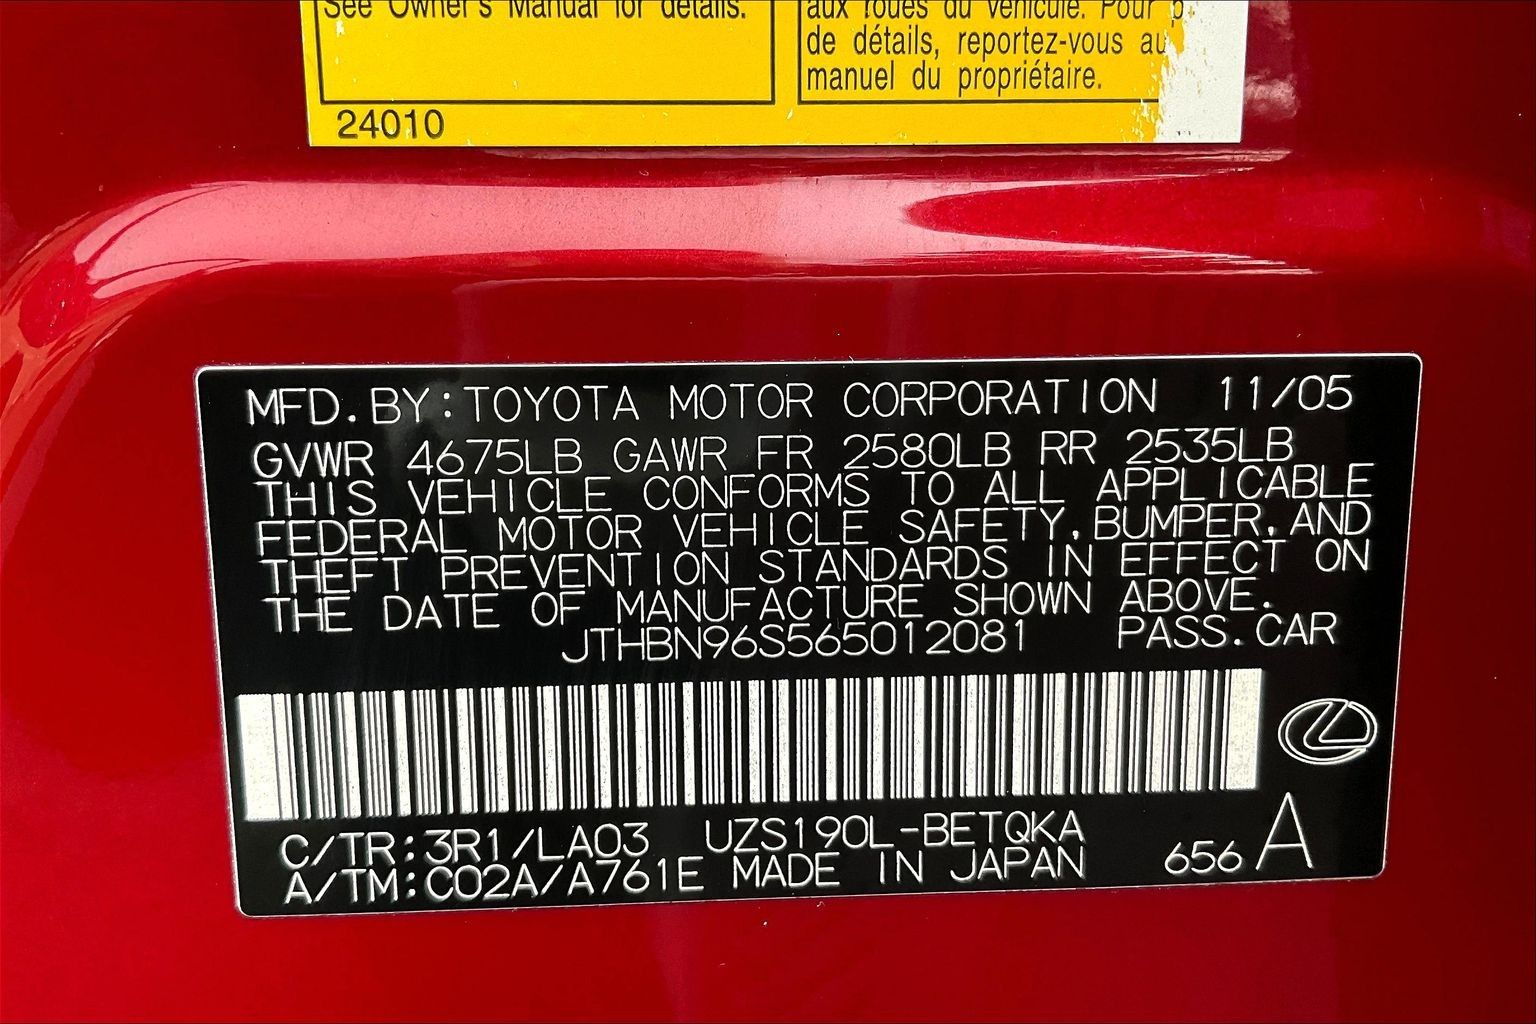 See Owner's Manual for details.
aux roues du véhicule. Pour
de détails, reportez-vous au
manuel du propriétaire.
24010
MFD. BY: TOYOTA MOTOR CORPORATION 11/05
GVWR 4675LB GAWR FR 2580LB RR 2535LB
THIS VEHICLE CONFORMS TO ALL APPLICABLE
FEDERAL MOTOR VEHICLE SAFETY, BUMPER, AND
THEFT PREVENTION STANDARDS IN EFFECT ON
THE DATE OF MANUFACTURE SHOWN ABOVE.
JTHBN96S565012081 PASS. CAR
C/TR: 3R1/LA03 UZS190L-BETQKA
A/TM: C02A/A761E MADE IN JAPAN 656 A